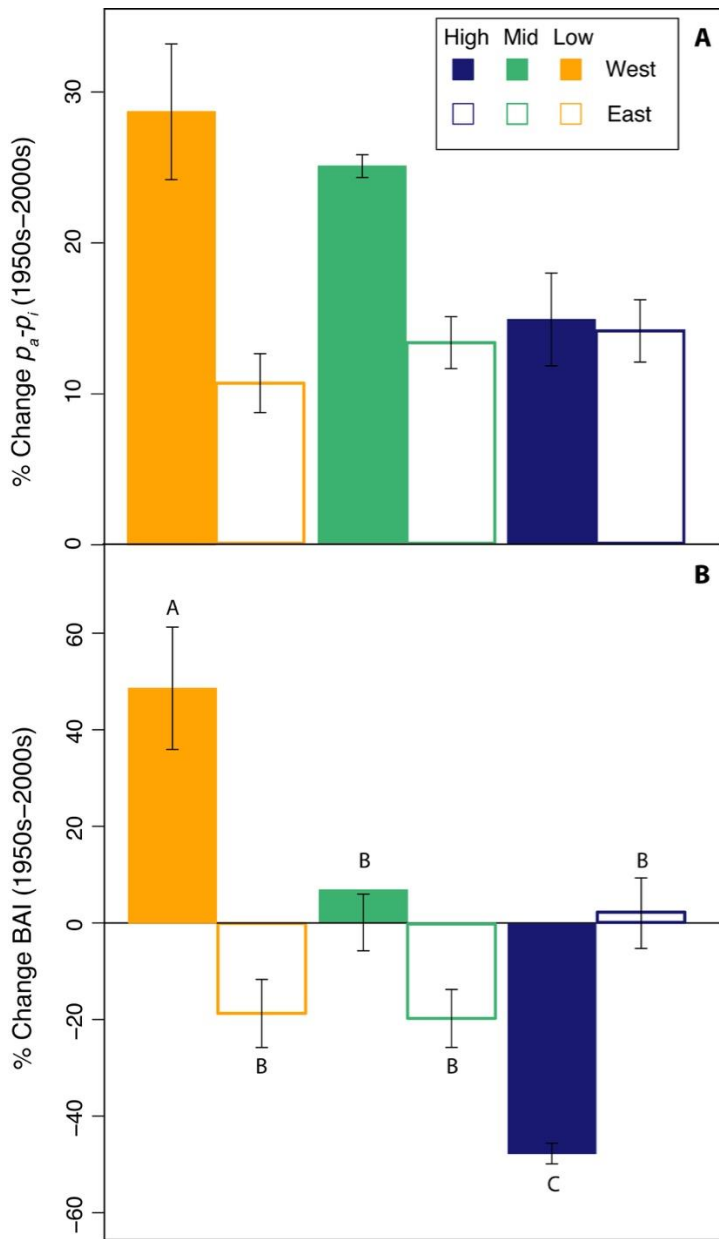 A
High Mid Low
West
East
30
20
10
0
% Change pa-pi (1950s–2000s)
B
A
60
40
20
0
−20
−40
−60
B
B
B
B
C
% Change BAI (1950s–2000s)